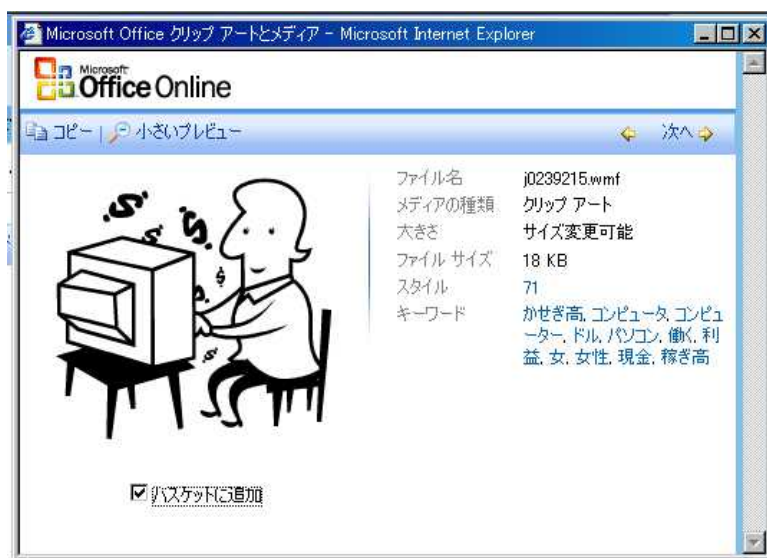 Microsoft Office クリップ アートとメディア - Microsoft Internet Explorer
Microsoft
Office Online
コピー | 小さいプレビュー 次へ
ファイル名 j0239215.wmf
メディアの種類 クリップ アート
大きさ サイズ変更可能
ファイル サイズ 18 KB
スタイル 71
キーワード かせぎ高, コンピュータ, コンピュ
ーター, ドル, パソコン, 働く, 利
益, 女, 女性, 現金, 稼ぎ高
$ $ $ $ $ $
バスケットに追加